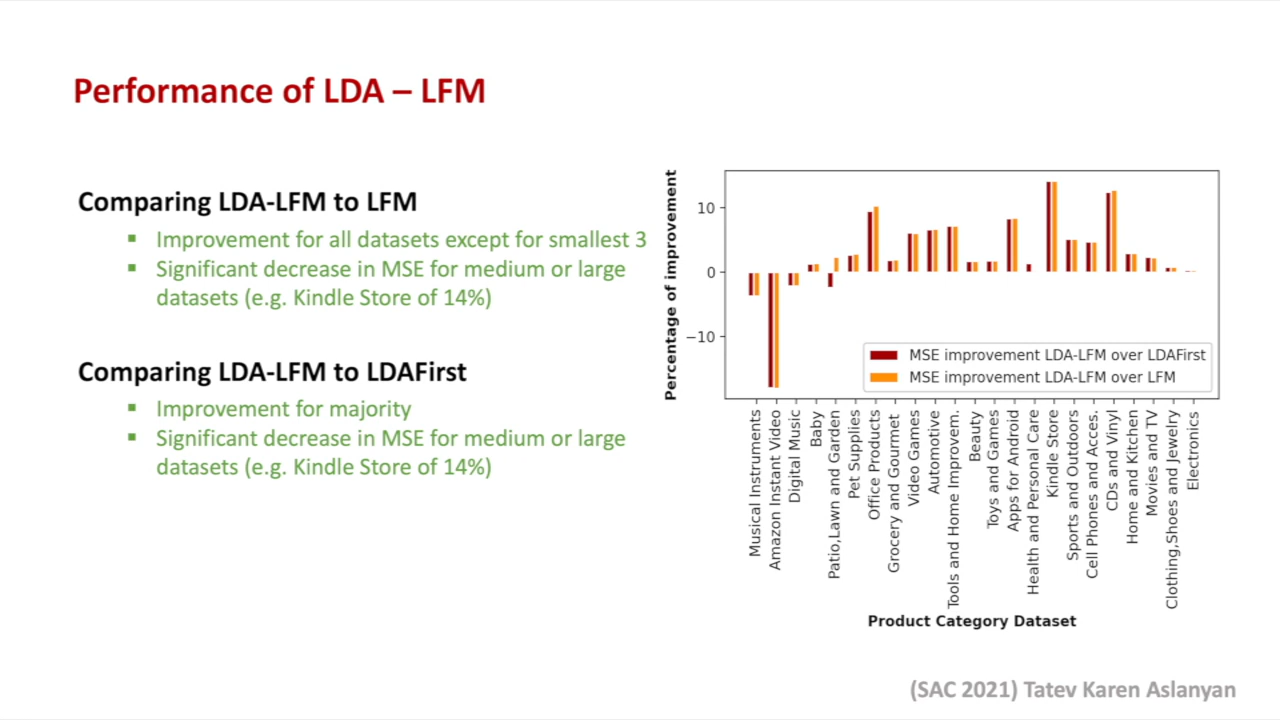 Performance of LDA – LFM
Comparing LDA-LFM to LFM
▪ Improvement for all datasets except for smallest 3
▪ Significant decrease in MSE for medium or large
datasets (e.g. Kindle Store of 14%)
Comparing LDA-LFM to LDAFirst
▪ Improvement for majority
▪ Significant decrease in MSE for medium or large
datasets (e.g. Kindle Store of 14%)
Percentage of improvement
10
0
−10
MSE improvement LDA-LFM over LDAFirst
MSE improvement LDA-LFM over LFM
Musical Instruments
Amazon Instant Video
Digital Music
Baby
Patio,Lawn and Garden
Pet Supplies
Office Products
Grocery and Gourmet
Video Games
Automotive
Tools and Home Improvem.
Beauty
Toys and Games
Apps for Android
Health and Personal Care
Kindle Store
Sports and Outdoors
Cell Phones and Acces.
CDs and Vinyl
Home and Kitchen
Movies and TV
Clothing,Shoes and Jewelry
Electronics
Product Category Dataset
(SAC 2021) Tatev Karen Aslanyan